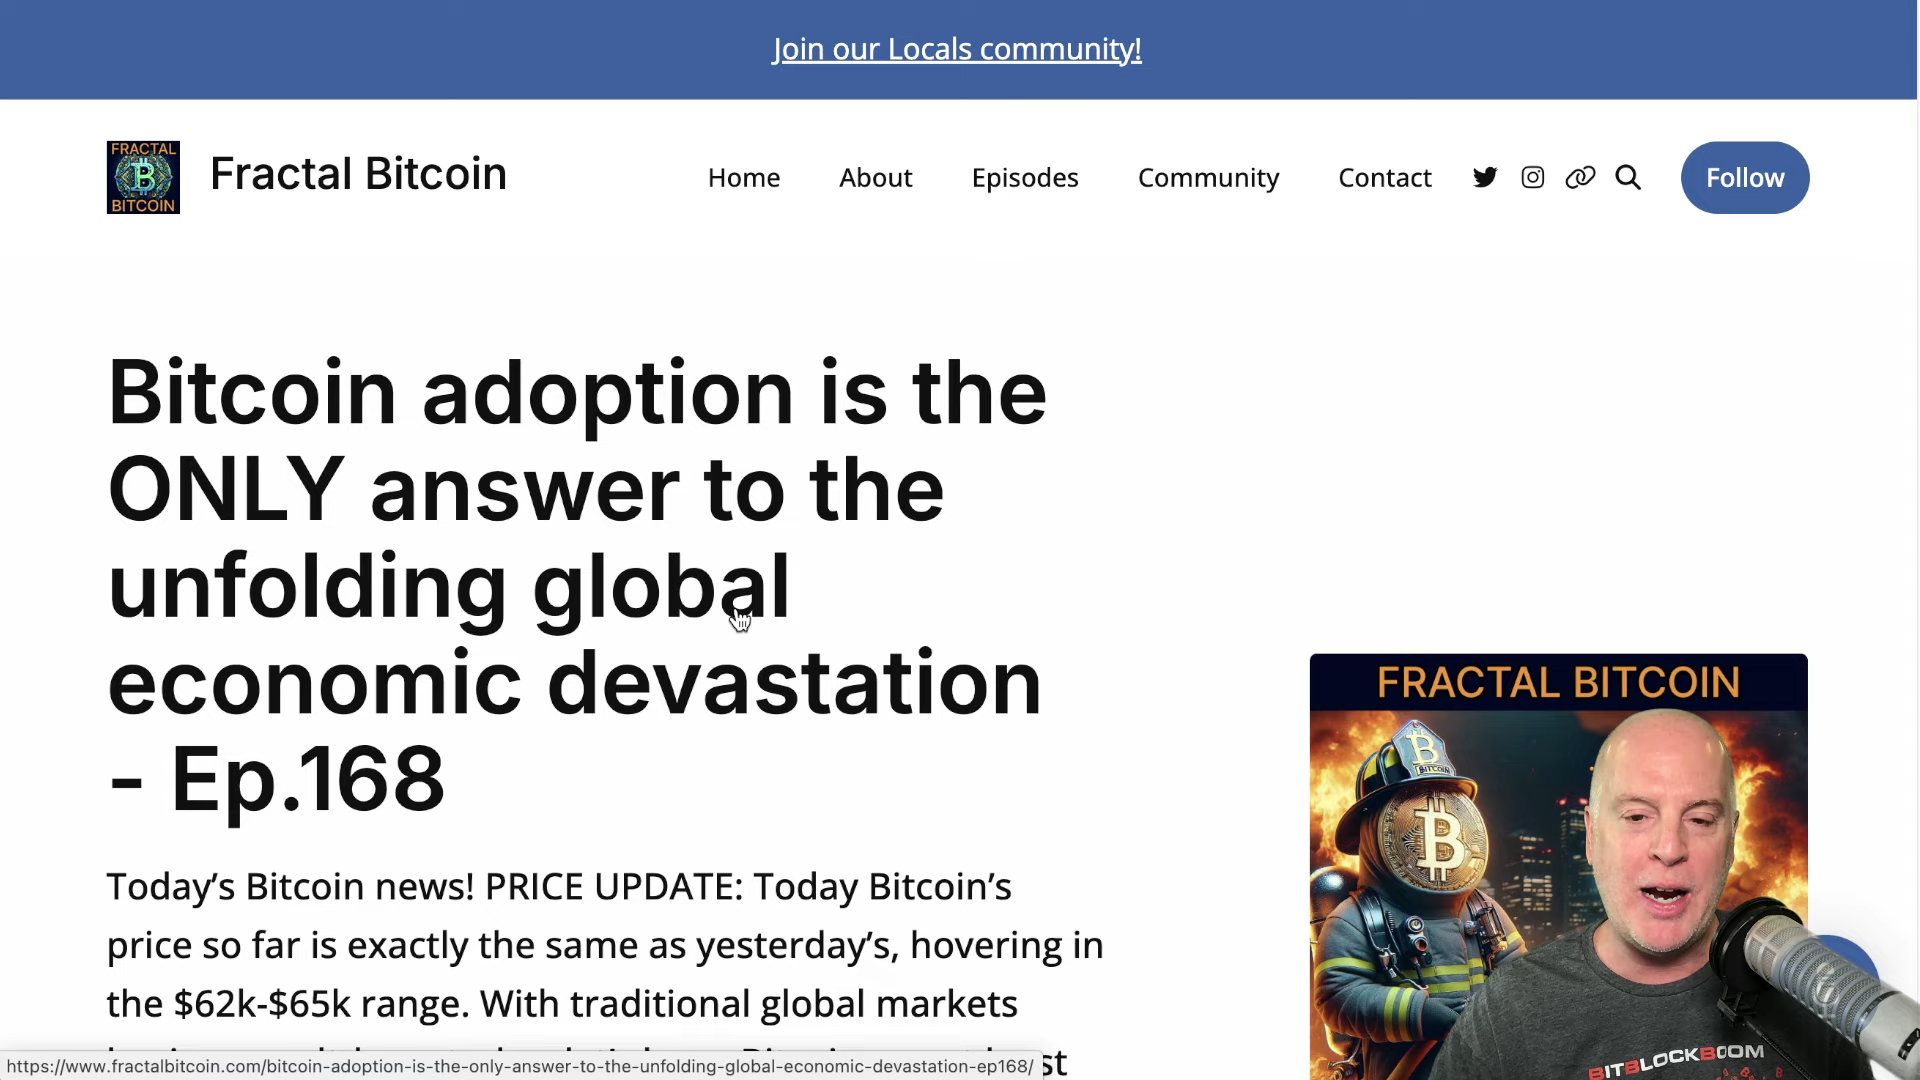 Join our Locals community!
FRACTAL
BITCOIN
Fractal Bitcoin
Home About Episodes Community Contact Follow
Bitcoin adoption is the
ONLY answer to the
unfolding global
economic devastation
- Ep.168
Today’s Bitcoin news! PRICE UPDATE: Today Bitcoin’s
price so far is exactly the same as yesterday’s, hovering in
the $62k-$65k range. With traditional global markets
https://www.fractalbitcoin.com/bitcoin-adoption-is-the-only-answer-to-the-unfolding-global-economic-devastation-ep168/
FRACTAL BITCOIN
BITCOIN
BITBLOCKBOOM